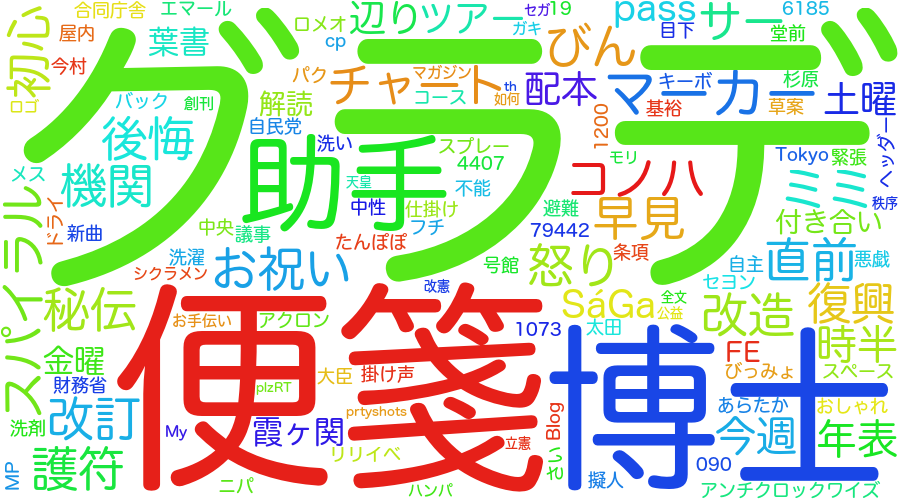 グラデ
便箋
博士
助手
初心
合同庁舎
エマール
ロメオ
辺り
ツアー
セガ
19
pass
サー
6185
屋内
葉書
cp
ガキ
びん
目下
堂前
今村
パク
チャート
マガジン
th
配本
マーカー
キーボ
杉原
土曜
ロゴ
バック
創刊
解読
コース
如何
1200
基裕
草案
後悔
自民党
洗い
スプレー
4407
モリ
Tokyo
緊張
ヘッダー
メス
機関
天皇
不能
コノハ
ミミ
秩序
スパイラル
ドライ
新曲
中央
議事
中性
仕掛け
フチ
避難
早見
付き合い
79442
たんぽぽ
洗濯
シクラメン
お祝い
号館
怒り
条項
自主
直前
悪戯
セヨン
改憲
秘伝
お手伝い
アクロン
SáGa
全文
公益
改造
復興
1073
太田
時半
金曜
財務省
大臣
掛け声
FE
びっみょ
スペース
plzRT
prtyshots
改訂
霞ヶ関
My
立憲
Blog
あらたか
おしゃれ
今週
年表
洗剤
護符
リリイベ
さい
090
MP
ニパ
ハンパ
擬人
アンチクロックワイズ